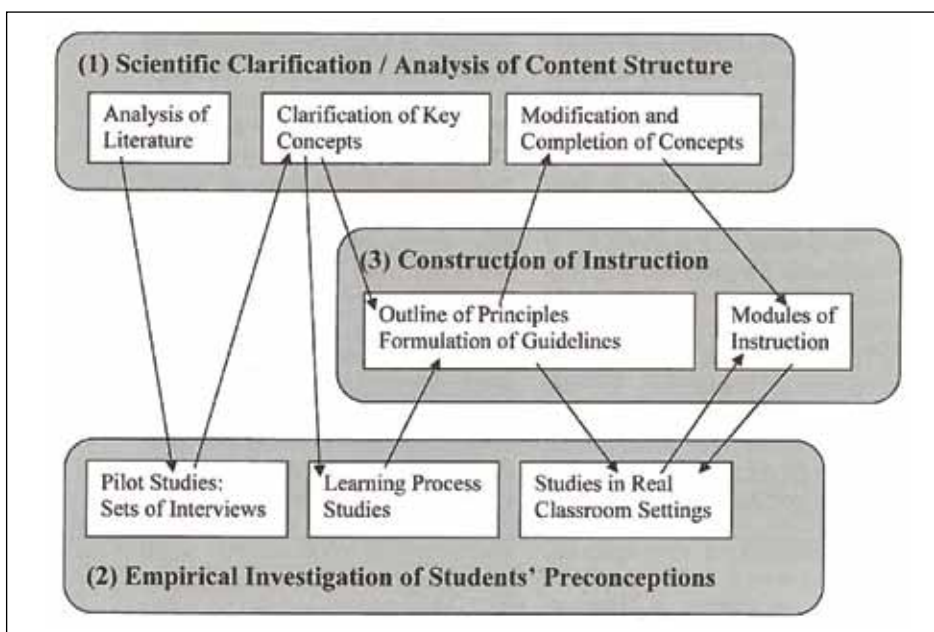 (1) Scientific Clarification / Analysis of Content Structure
Analysis of
Literature
Clarification of Key
Concepts
Modification and
Completion of Concepts
(3) Construction of Instruction
Outline of Principles
Formulation of Guidelines
Modules of
Instruction
Pilot Studies:
Sets of Interviews
Learning Process
Studies
Studies in Real
Classroom Settings
(2) Empirical Investigation of Students' Preconceptions